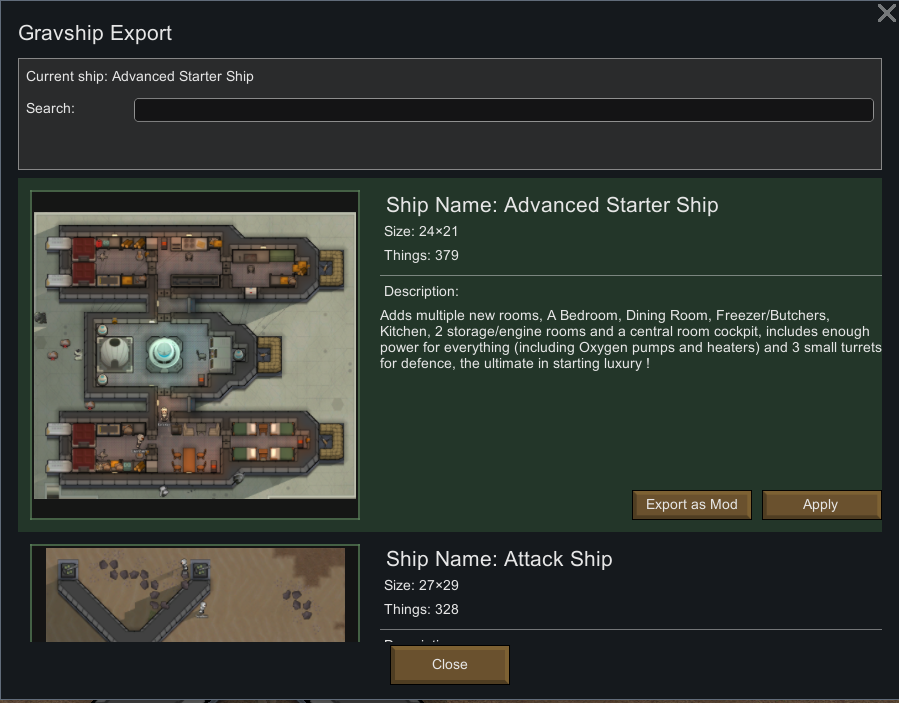 Gravship Export
Current ship: Advanced Starter Ship
Search:
Ship Name: Advanced Starter Ship
Size: 24×21
Things: 379
Description:
Adds multiple new rooms, A Bedroom, Dining Room, Freezer/Butchers,
Kitchen, 2 storage/engine rooms and a central room cockpit, includes enough
power for everything (including Oxygen pumps and heaters) and 3 small turrets
for defence, the ultimate in starting luxury !
Export as Mod
Apply
Ship Name: Attack Ship
Size: 27×29
Things: 328
Close